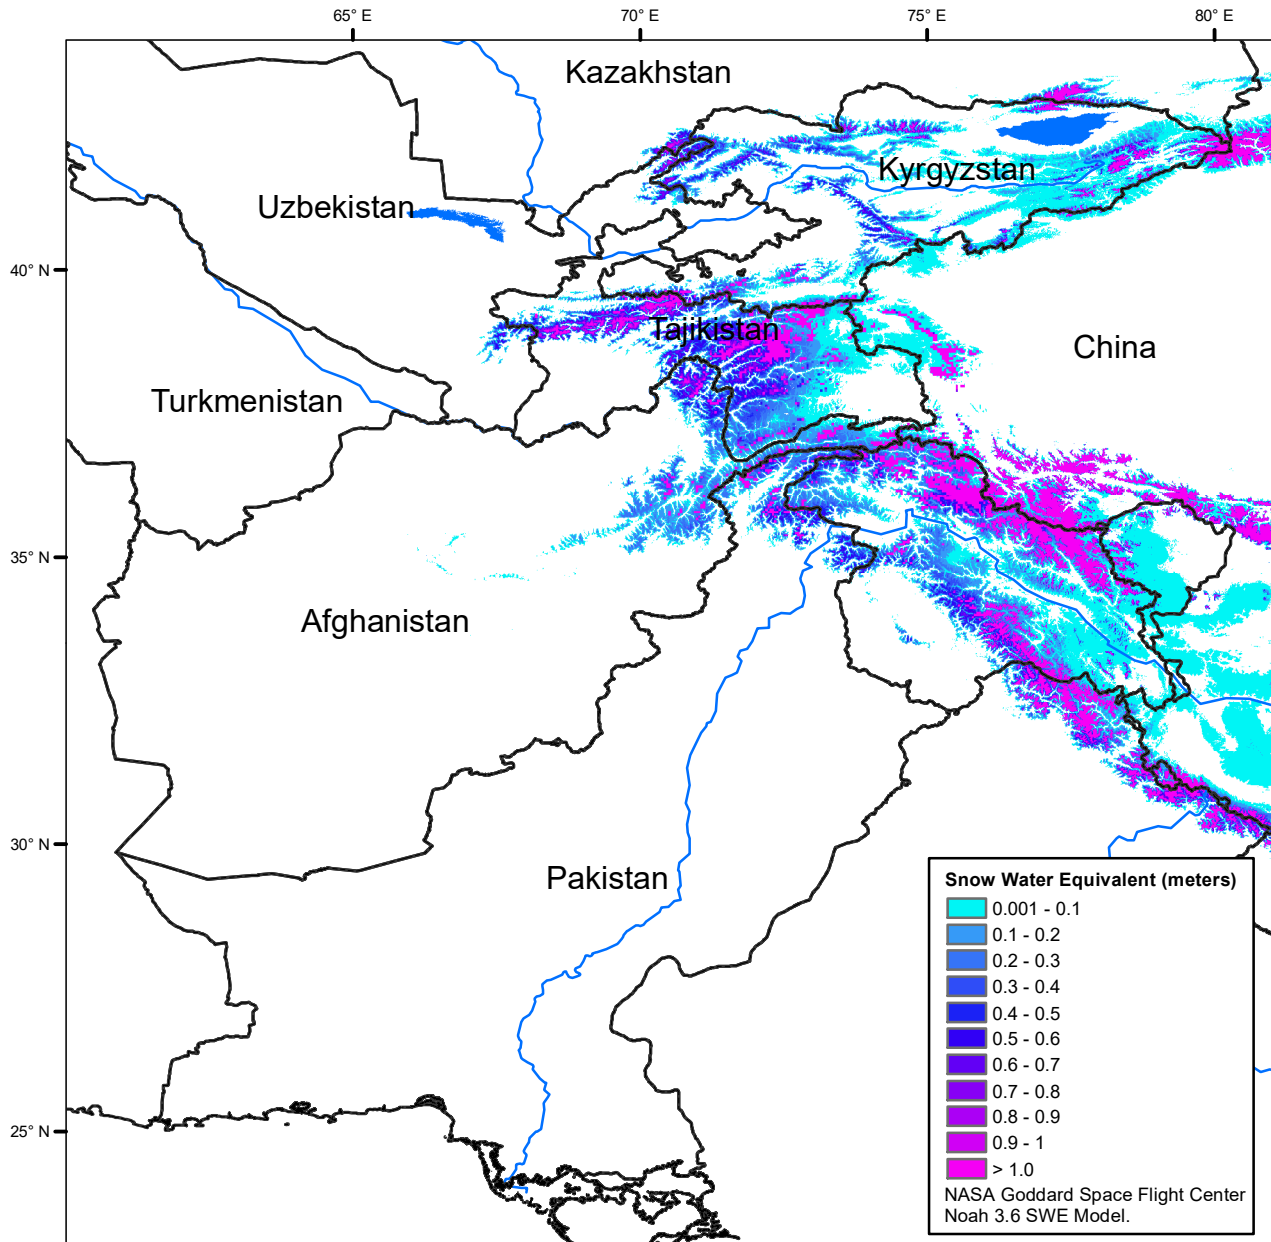 65° E
70° E
75° E
80° E
Kazakhstan
Kyrgyzstan
Uzbekistan
40° N
Tajikistan
China
Turkmenistan
35° N
Afghanistan
30° N
Pakistan
25° N
Snow Water Equivalent (meters)
0.001 - 0.1
0.1 - 0.2
0.2 - 0.3
0.3 - 0.4
0.4 - 0.5
0.5 - 0.6
0.6 - 0.7
0.7 - 0.8
0.8 - 0.9
0.9 - 1
> 1.0
NASA Goddard Space Flight Center
Noah 3.6 SWE Model.